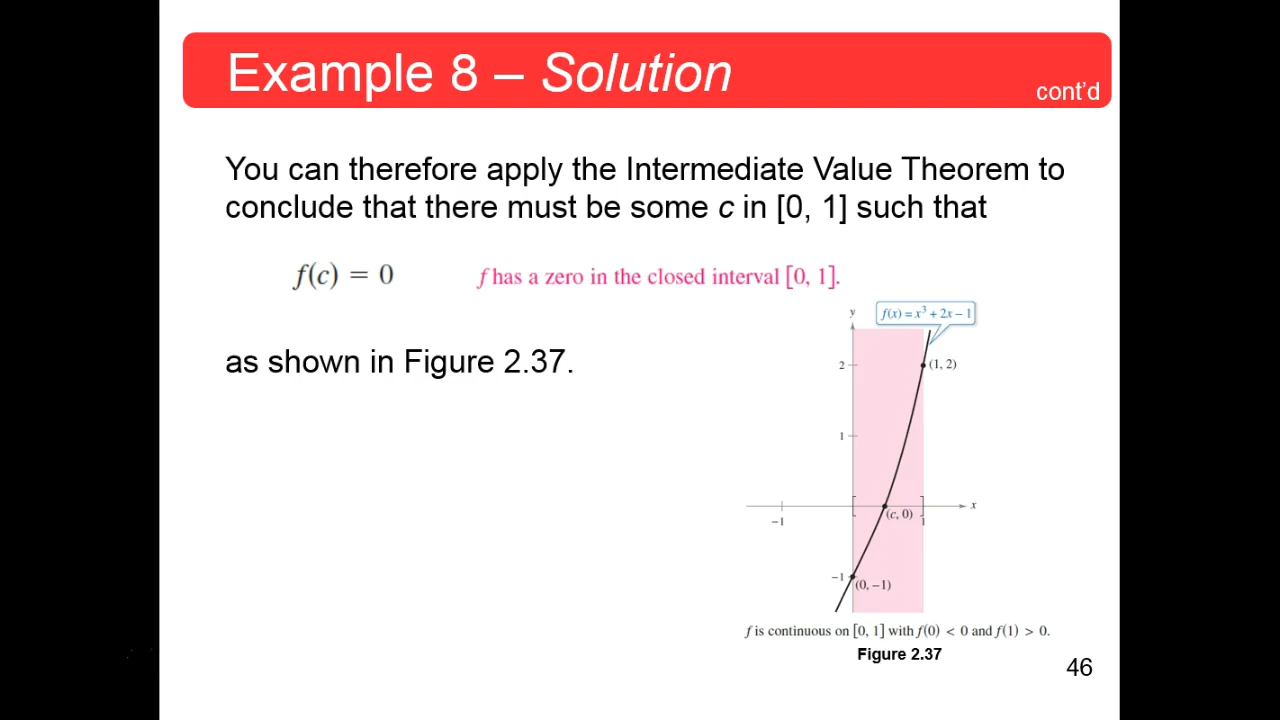 Example 8 – Solution
cont'd
You can therefore apply the Intermediate Value Theorem to
conclude that there must be some c in [0, 1] such that
f(c) = 0
f has a zero in the closed interval [0, 1].
as shown in Figure 2.37.
y
f(x) = x³ + 2x – 1
2
(1, 2)
1
x
(c, 0)
−1
1
−1
(0, −1)
f is continuous on [0, 1] with f(0) < 0 and f(1) > 0.
Figure 2.37
46